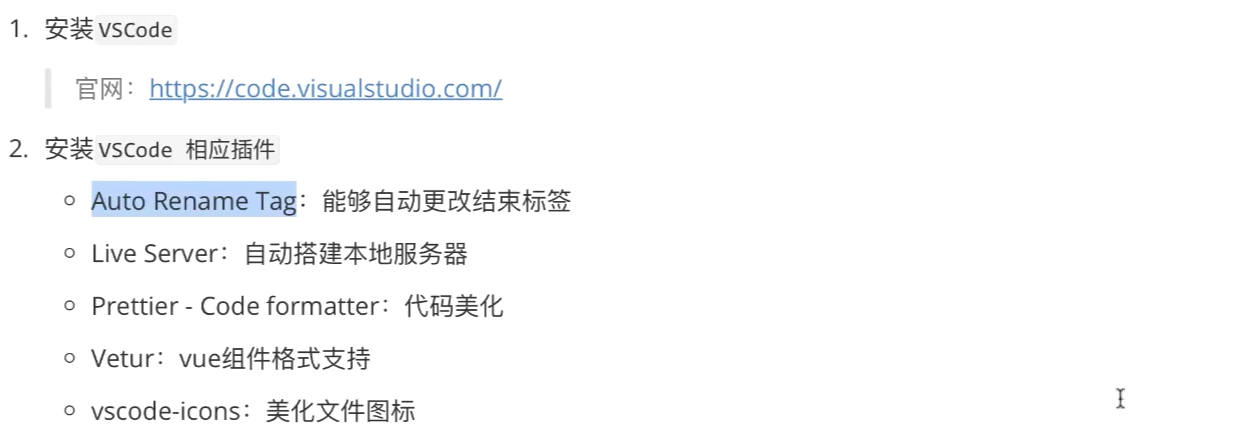 1. 安装VSCode
官网：https://code.visualstudio.com/
2. 安装VSCode 相应插件
Auto Rename Tag：能够自动更改结束标签
Live Server：自动搭建本地服务器
Prettier - Code formatter：代码美化
Vetur：vue组件格式支持
vscode-icons：美化文件图标